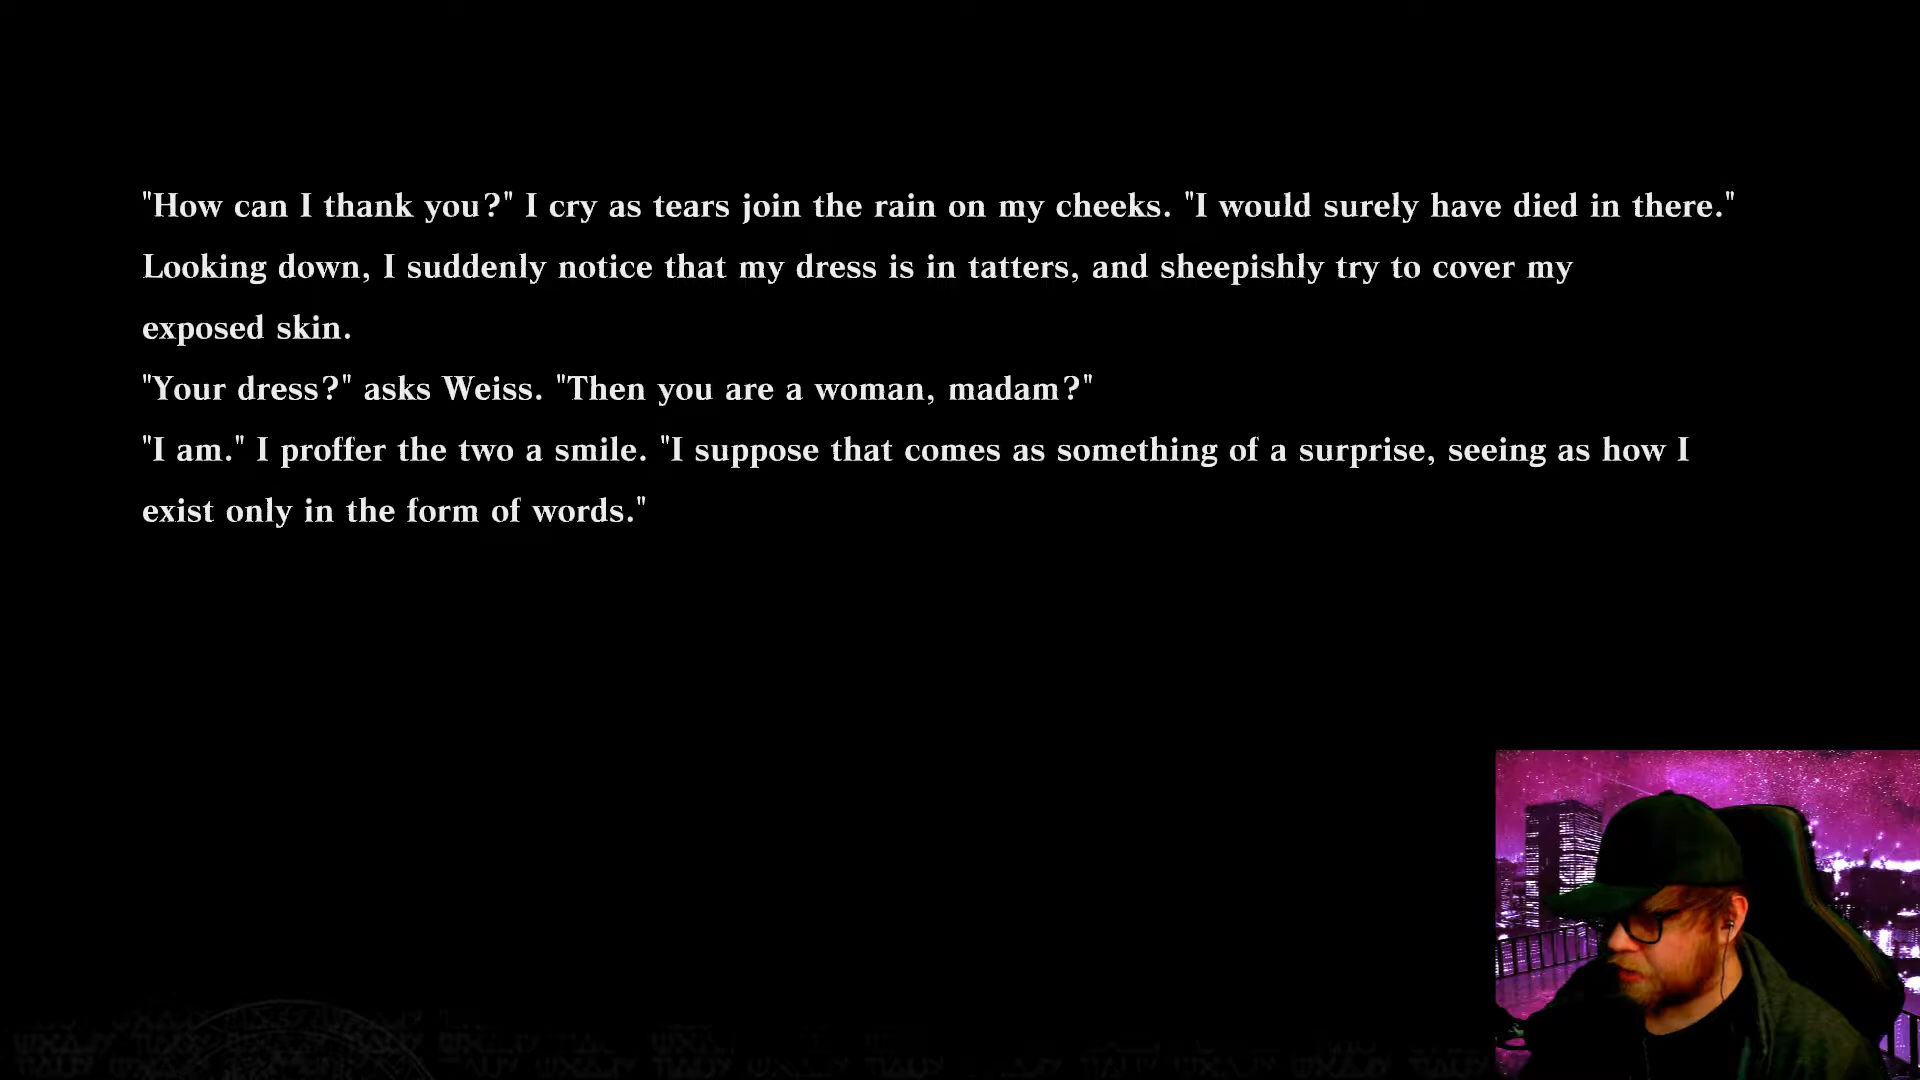 "How can I thank you?" I cry as tears join the rain on my cheeks. "I would surely have died in there."
Looking down, I suddenly notice that my dress is in tatters, and sheepishly try to cover my
exposed skin.
"Your dress?" asks Weiss. "Then you are a woman, madam?"
"I am." I proffer the two a smile. "I suppose that comes as something of a surprise, seeing as how I
exist only in the form of words."